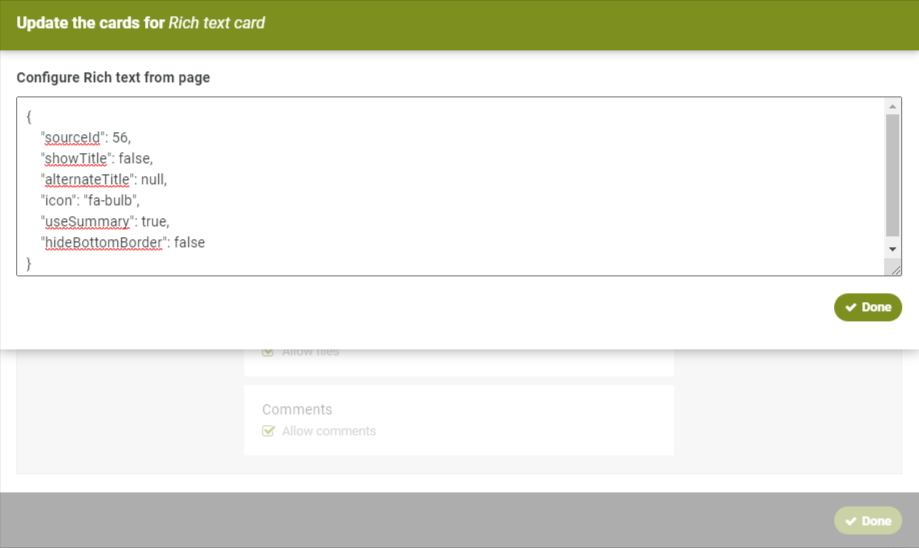 Update the cards for Rich text card
Configure Rich text from page
{
"sourceId": 56,
"showTitle": false,
"alternateTitle": null,
"icon": "fa-bulb",
"useSummary": true,
"hideBottomBorder": false
}
Done
Allow files
Comments
Allow comments
Done